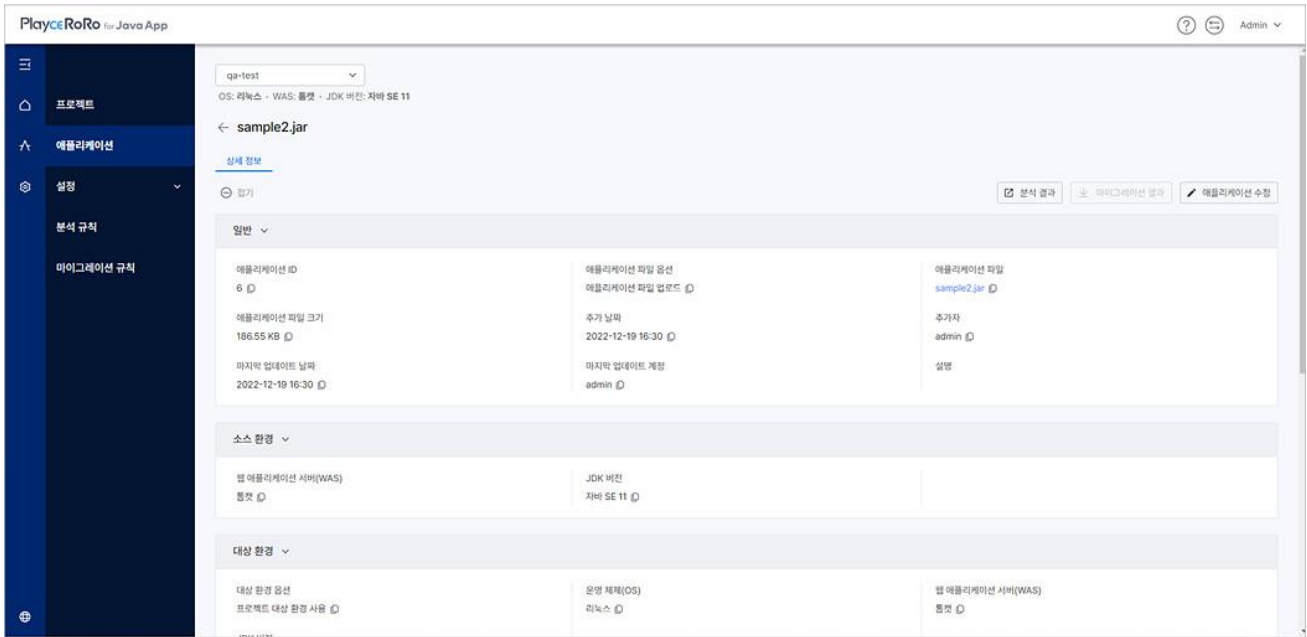 PlayceRoRo for Java App
Admin
프로젝트
애플리케이션
설정
분석 규칙
마이그레이션 규칙
qa-test
OS: 리눅스 · WAS: 톰캣 · JDK 버전: 자바 SE 11
← sample2.jar
상세 정보
접기
분석 결과
마이그레이션 결과
애플리케이션 수정
일반
애플리케이션 ID
애플리케이션 파일 옵션
애플리케이션 파일
6
애플리케이션 파일 업로드
sample2.jar
애플리케이션 파일 크기
추가 날짜
추가자
186.55 KB
2022-12-19 16:30
admin
마지막 업데이트 날짜
마지막 업데이트 계정
설명
2022-12-19 16:30
admin
소스 환경
웹 애플리케이션 서버(WAS)
JDK 버전
톰캣
자바 SE 11
대상 환경
대상 환경 옵션
운영 체제(OS)
웹 애플리케이션 서버(WAS)
프로젝트 대상 환경 사용
리눅스
톰캣